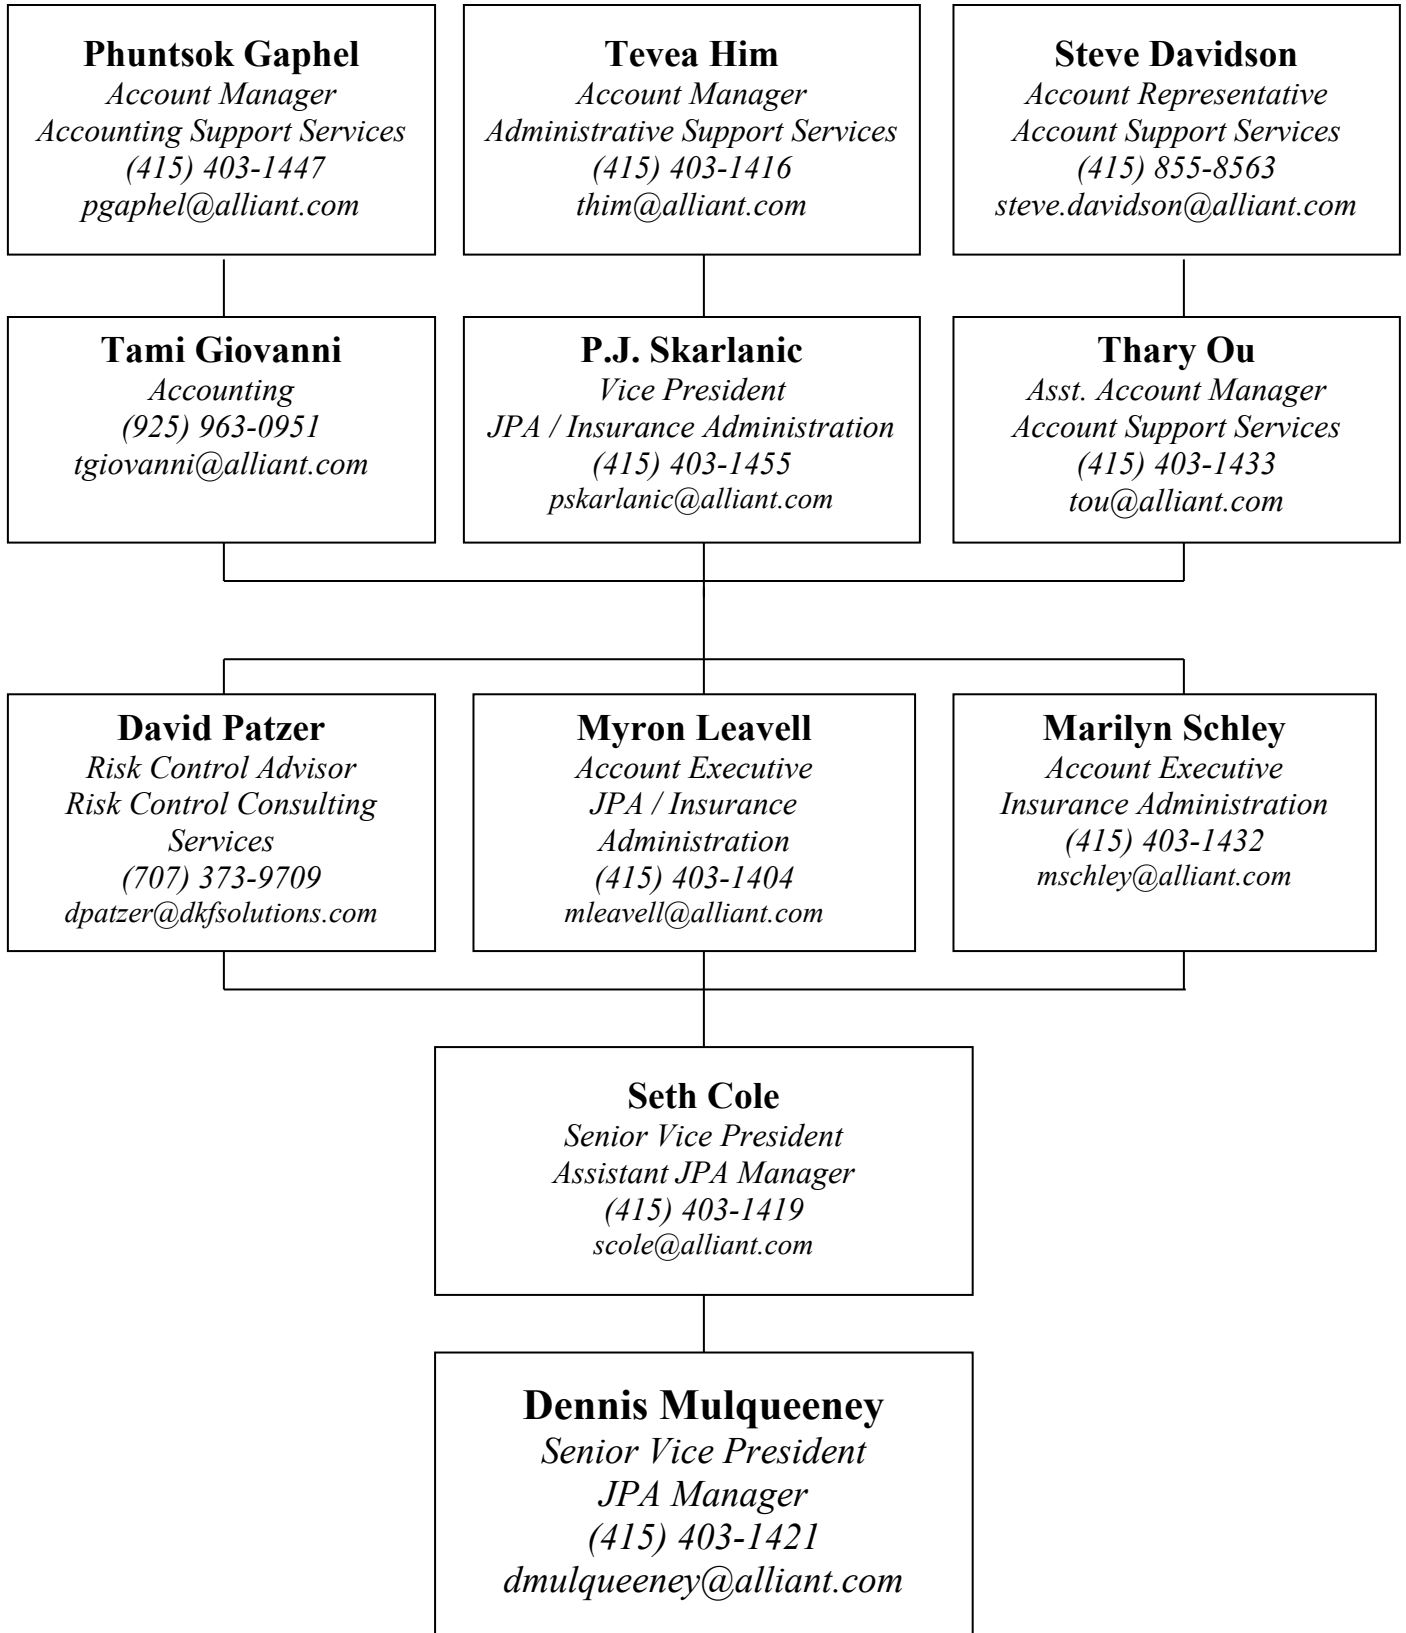 Phuntsok Gaphel
Account Manager
Accounting Support Services
(415) 403-1447
pgaphel@alliant.com
Tevea Him
Account Manager
Administrative Support Services
(415) 403-1416
thim@alliant.com
Steve Davidson
Account Representative
Account Support Services
(415) 855-8563
steve.davidson@alliant.com
Tami Giovanni
Accounting
(925) 963-0951
tgiovanni@alliant.com
P.J. Skarlanic
Vice President
JPA / Insurance Administration
(415) 403-1455
pskarlanic@alliant.com
Thary Ou
Asst. Account Manager
Account Support Services
(415) 403-1433
tou@alliant.com
David Patzer
Risk Control Advisor
Risk Control Consulting
Services
(707) 373-9709
dpatzer@dkfsolutions.com
Myron Leavell
Account Executive
JPA / Insurance
Administration
(415) 403-1404
mleavell@alliant.com
Marilyn Schley
Account Executive
Insurance Administration
(415) 403-1432
mschley@alliant.com
Seth Cole
Senior Vice President
Assistant JPA Manager
(415) 403-1419
scole@alliant.com
Dennis Mulqueeney
Senior Vice President
JPA Manager
(415) 403-1421
dmulqueeney@alliant.com